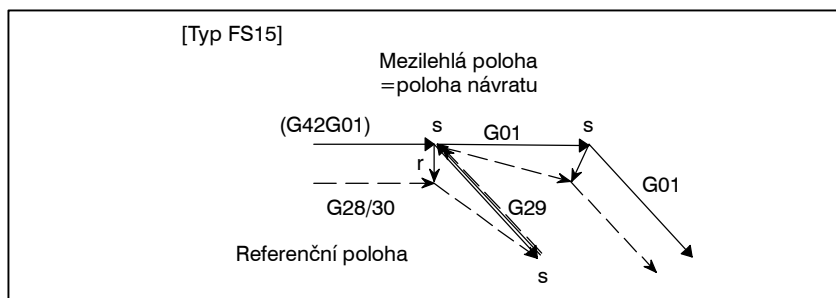 [Typ FS15]
Mezilehlá poloha
=poloha návratu
(G42G01)
s
G01
s
r
G01
G28/30
G29
Referenční poloha
s